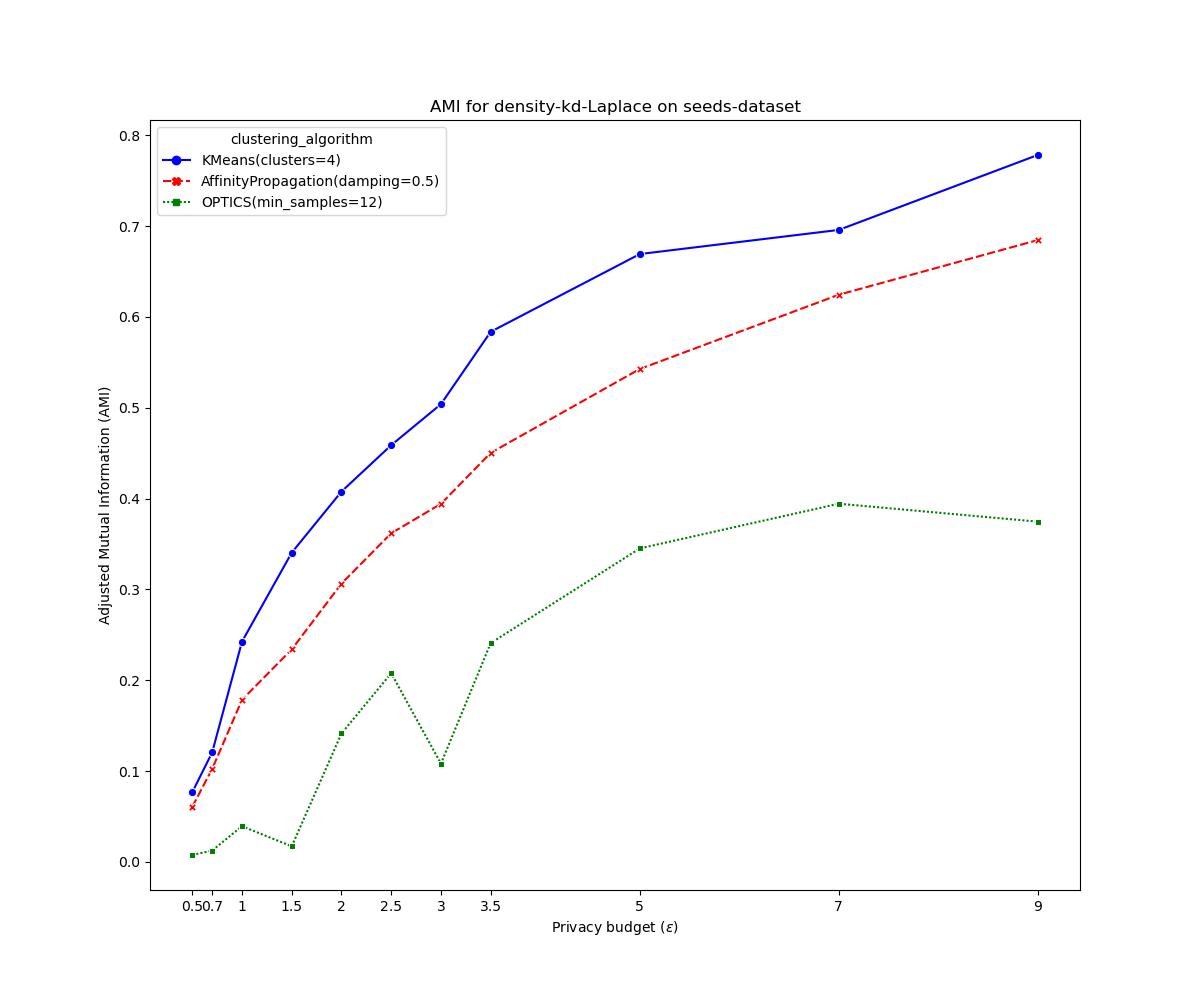 AMI for density-kd-Laplace on seeds-dataset
clustering_algorithm
KMeans(clusters=4)
AffinityPropagation(damping=0.5)
OPTICS(min_samples=12)
Adjusted Mutual Information (AMI)
0.8
0.7
0.6
0.5
0.4
0.3
0.2
0.1
0.0
0.5 0.7 1 1.5 2 2.5 3 3.5 5 7 9
Privacy budget (ε)